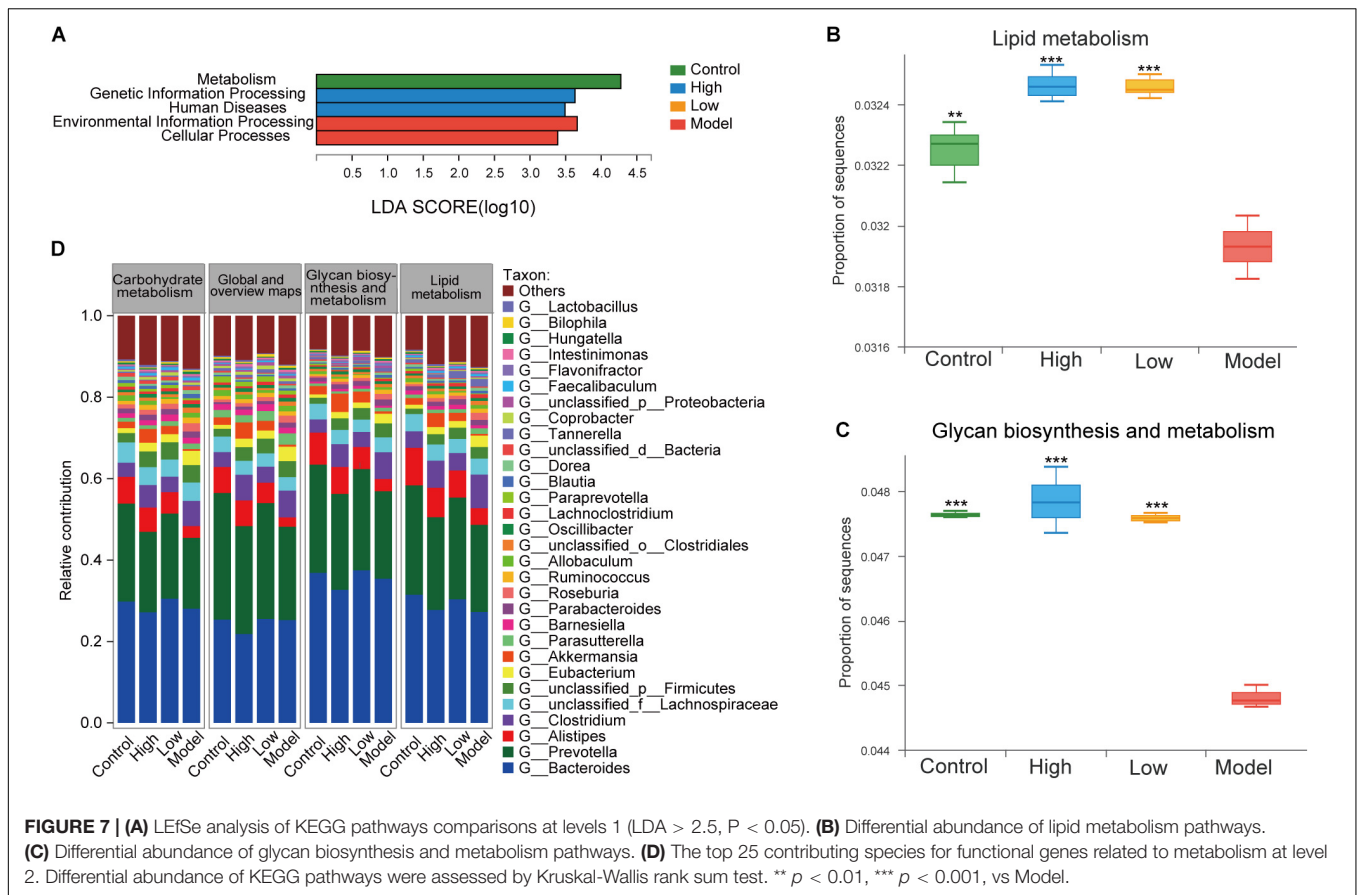 A
Metabolism
Genetic Information Processing
Human Diseases
Environmental Information Processing
Cellular Processes
0.5 1.0 1.5 2.0 2.5 3.0 3.5 4.0 4.5
LDA SCORE(log10)
Control
High
Low
Model
B
Lipid metabolism
Proportion of sequences
0.0324
0.0322
0.032
0.0318
0.0316
**
***
***
Control High Low Model
C
Glycan biosynthesis and metabolism
Proportion of sequences
0.048
0.047
0.046
0.045
0.044
***
***
***
Control High Low Model
D
Carbohydrate
metabolism
Global and
overview maps
Glycan biosy-
nthesis and
metabolism
Lipid
metabolism
Relative contribution
1.0
0.8
0.6
0.4
0.2
0.0
Control High Low Model Control High Low Model Control High Low Model Control High Low Model
Taxon:
Others
G__Lactobacillus
G__Bilophila
G__Hungatella
G__Intestinimonas
G__Flavonifractor
G__Faecalibaculum
G__unclassified_p__Proteobacteria
G__Coprobacter
G__Tannerella
G__unclassified_d__Bacteria
G__Dorea
G__Blautia
G__Paraprevotella
G__Lachnoclostridium
G__Oscillibacter
G__unclassified_o__Clostridiales
G__Allobaculum
G__Ruminococcus
G__Roseburia
G__Parabacteroides
G__Barnesiella
G__Parasutterella
G__Akkermansia
G__Eubacterium
G__unclassified_p__Firmicutes
G__unclassified_f__Lachnospiraceae
G__Clostridium
G__Alistipes
G__Prevotella
G__Bacteroides
FIGURE 7 | (A) LEfSe analysis of KEGG pathways comparisons at levels 1 (LDA > 2.5, P < 0.05). (B) Differential abundance of lipid metabolism pathways.
(C) Differential abundance of glycan biosynthesis and metabolism pathways. (D) The top 25 contributing species for functional genes related to metabolism at level
2. Differential abundance of KEGG pathways were assessed by Kruskal-Wallis rank sum test. ** p < 0.01, *** p < 0.001, vs Model.